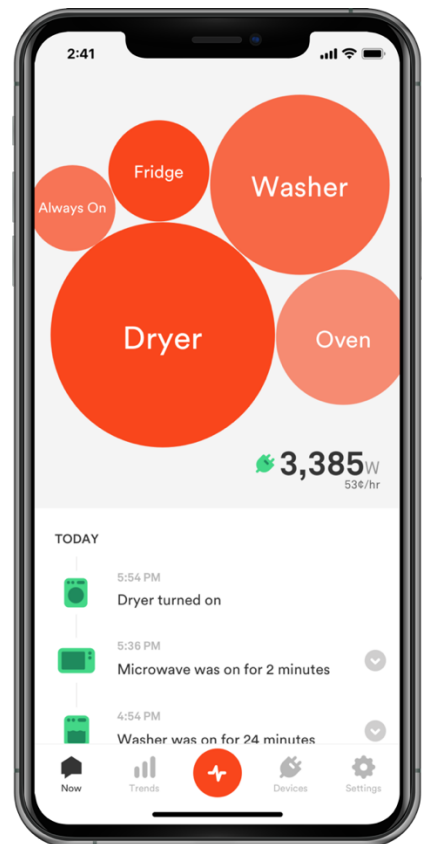 2:41
Fridge
Washer
Always On
Dryer
Oven
3,385W
53¢/hr
TODAY
5:54 PM
Dryer turned on
5:36 PM
Microwave was on for 2 minutes
4:54 PM
Washer was on for 24 minutes
Now
Trends
Devices
Settings